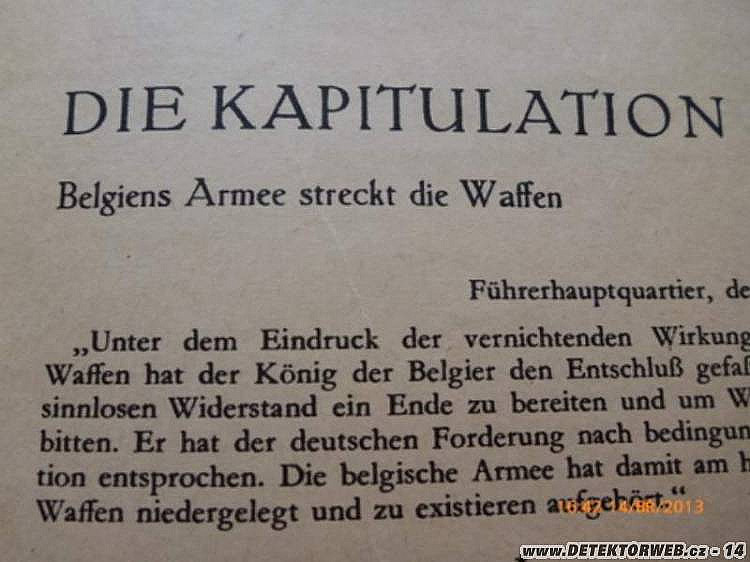 DIE KAPITULATION
Belgiens Armee streckt die Waffen
Führerhauptquartier, de
„Unter dem Eindruck der vernichtenden Wirkung
Waffen hat der König der Belgier den Entschluß gefaß
sinnlosen Widerstand ein Ende zu bereiten und um W
bitten. Er hat der deutschen Forderung nach bedingun
tion entsprochen. Die belgische Armee hat damit am h
Waffen niedergelegt und zu existieren aufgehört.“
www.DETEKTORWEB.cz - 14